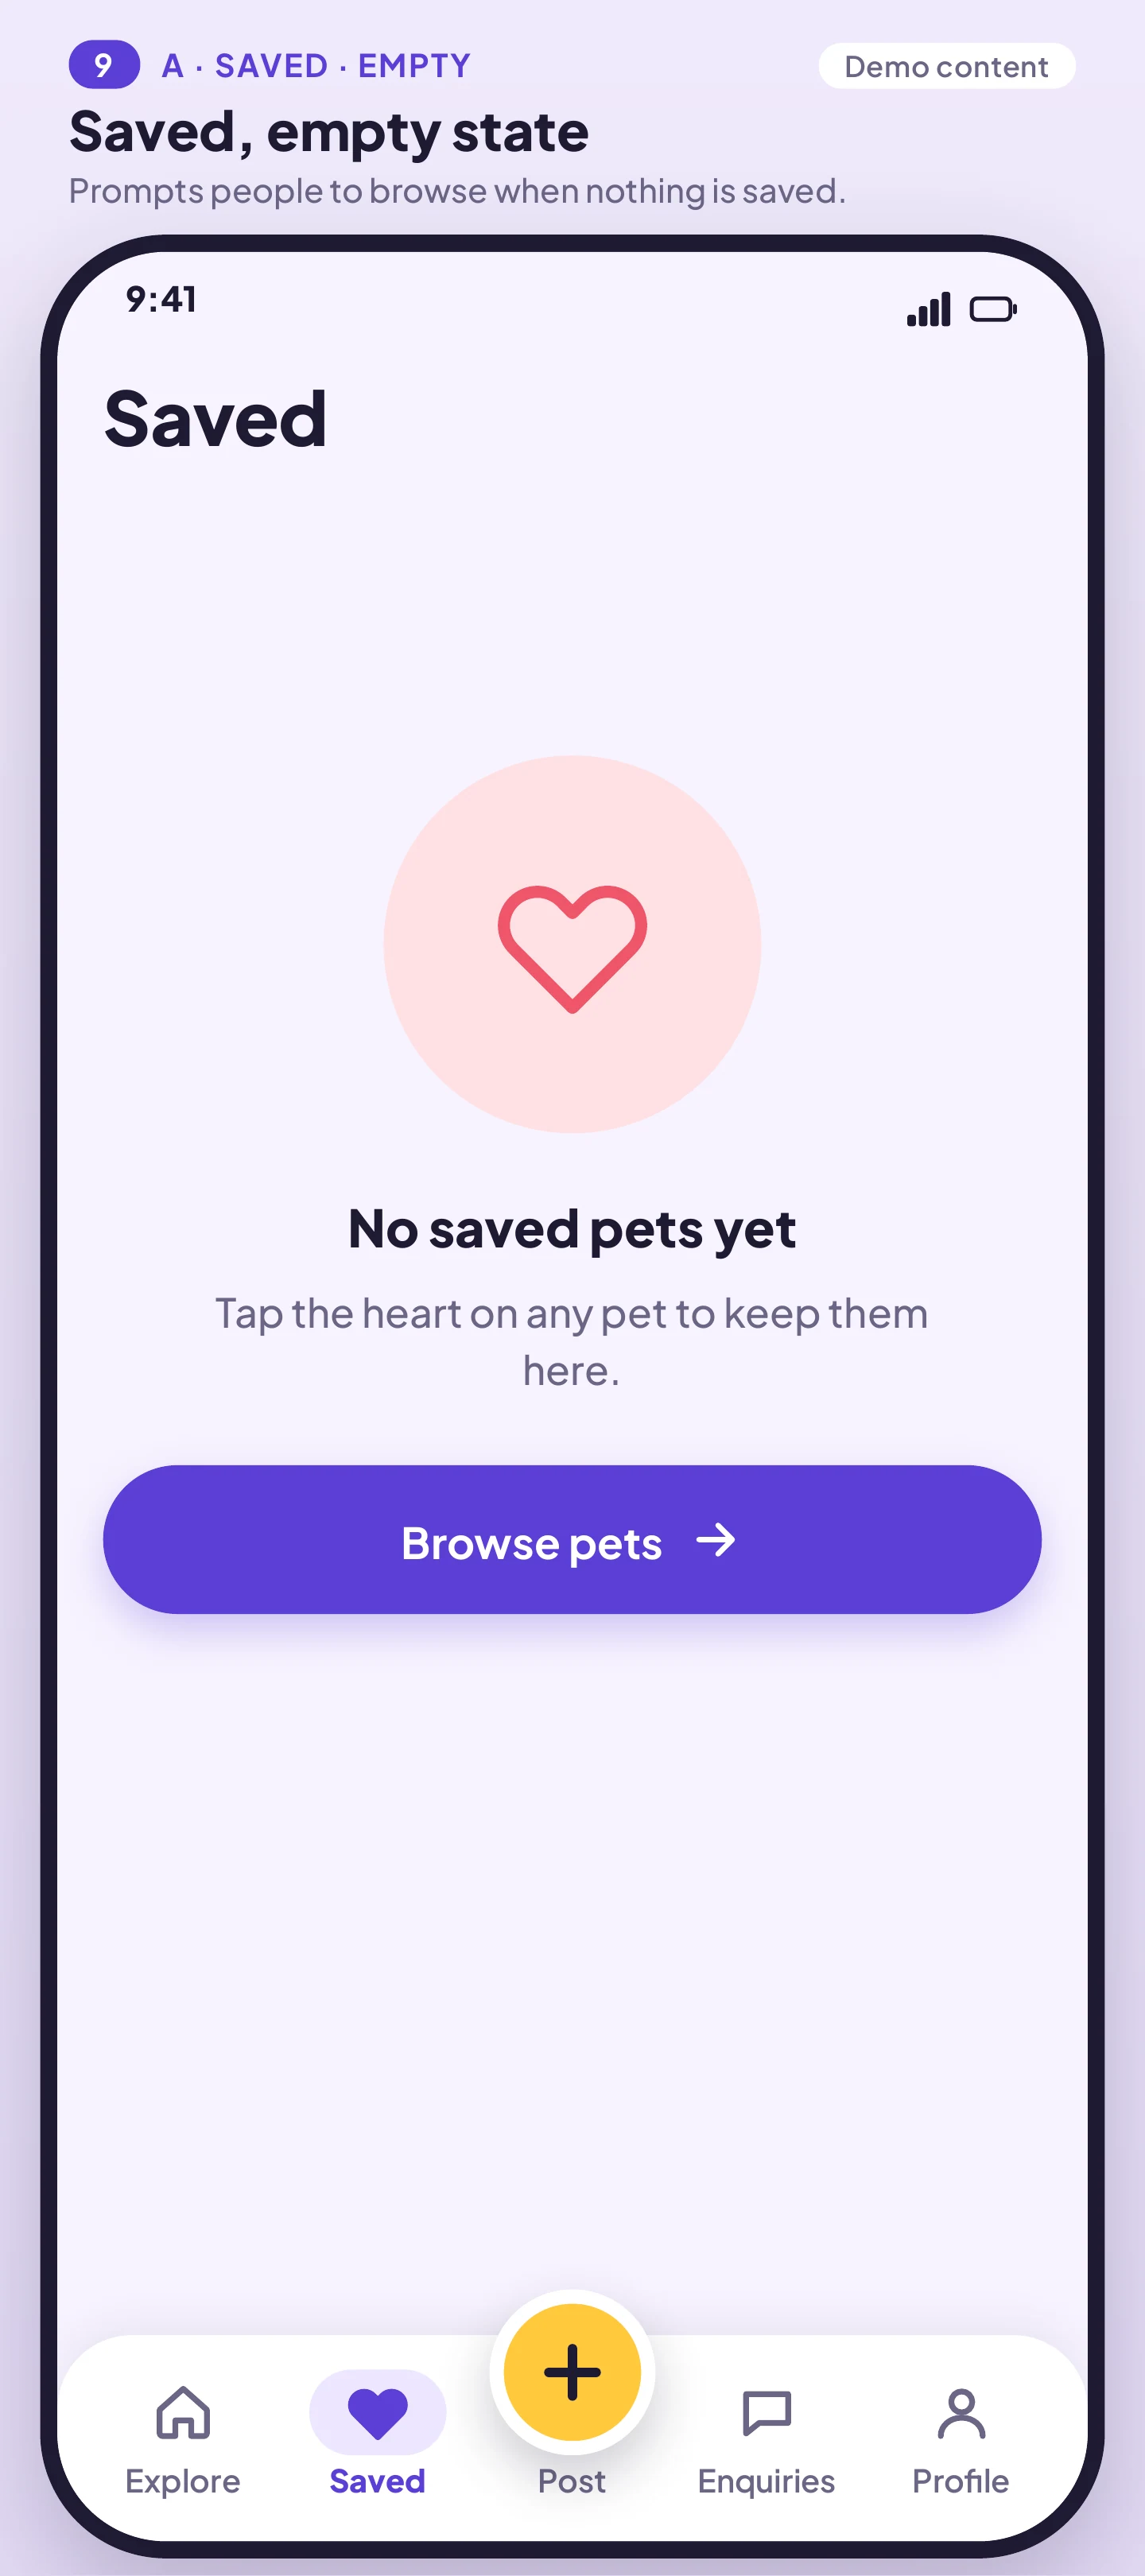 9 A · SAVED · EMPTY Demo content
Saved, empty state
Prompts people to browse when nothing is saved.
9:41
Saved
No saved pets yet
Tap the heart on any pet to keep them
here.
Browse pets →
Explore Saved Post Enquiries Profile